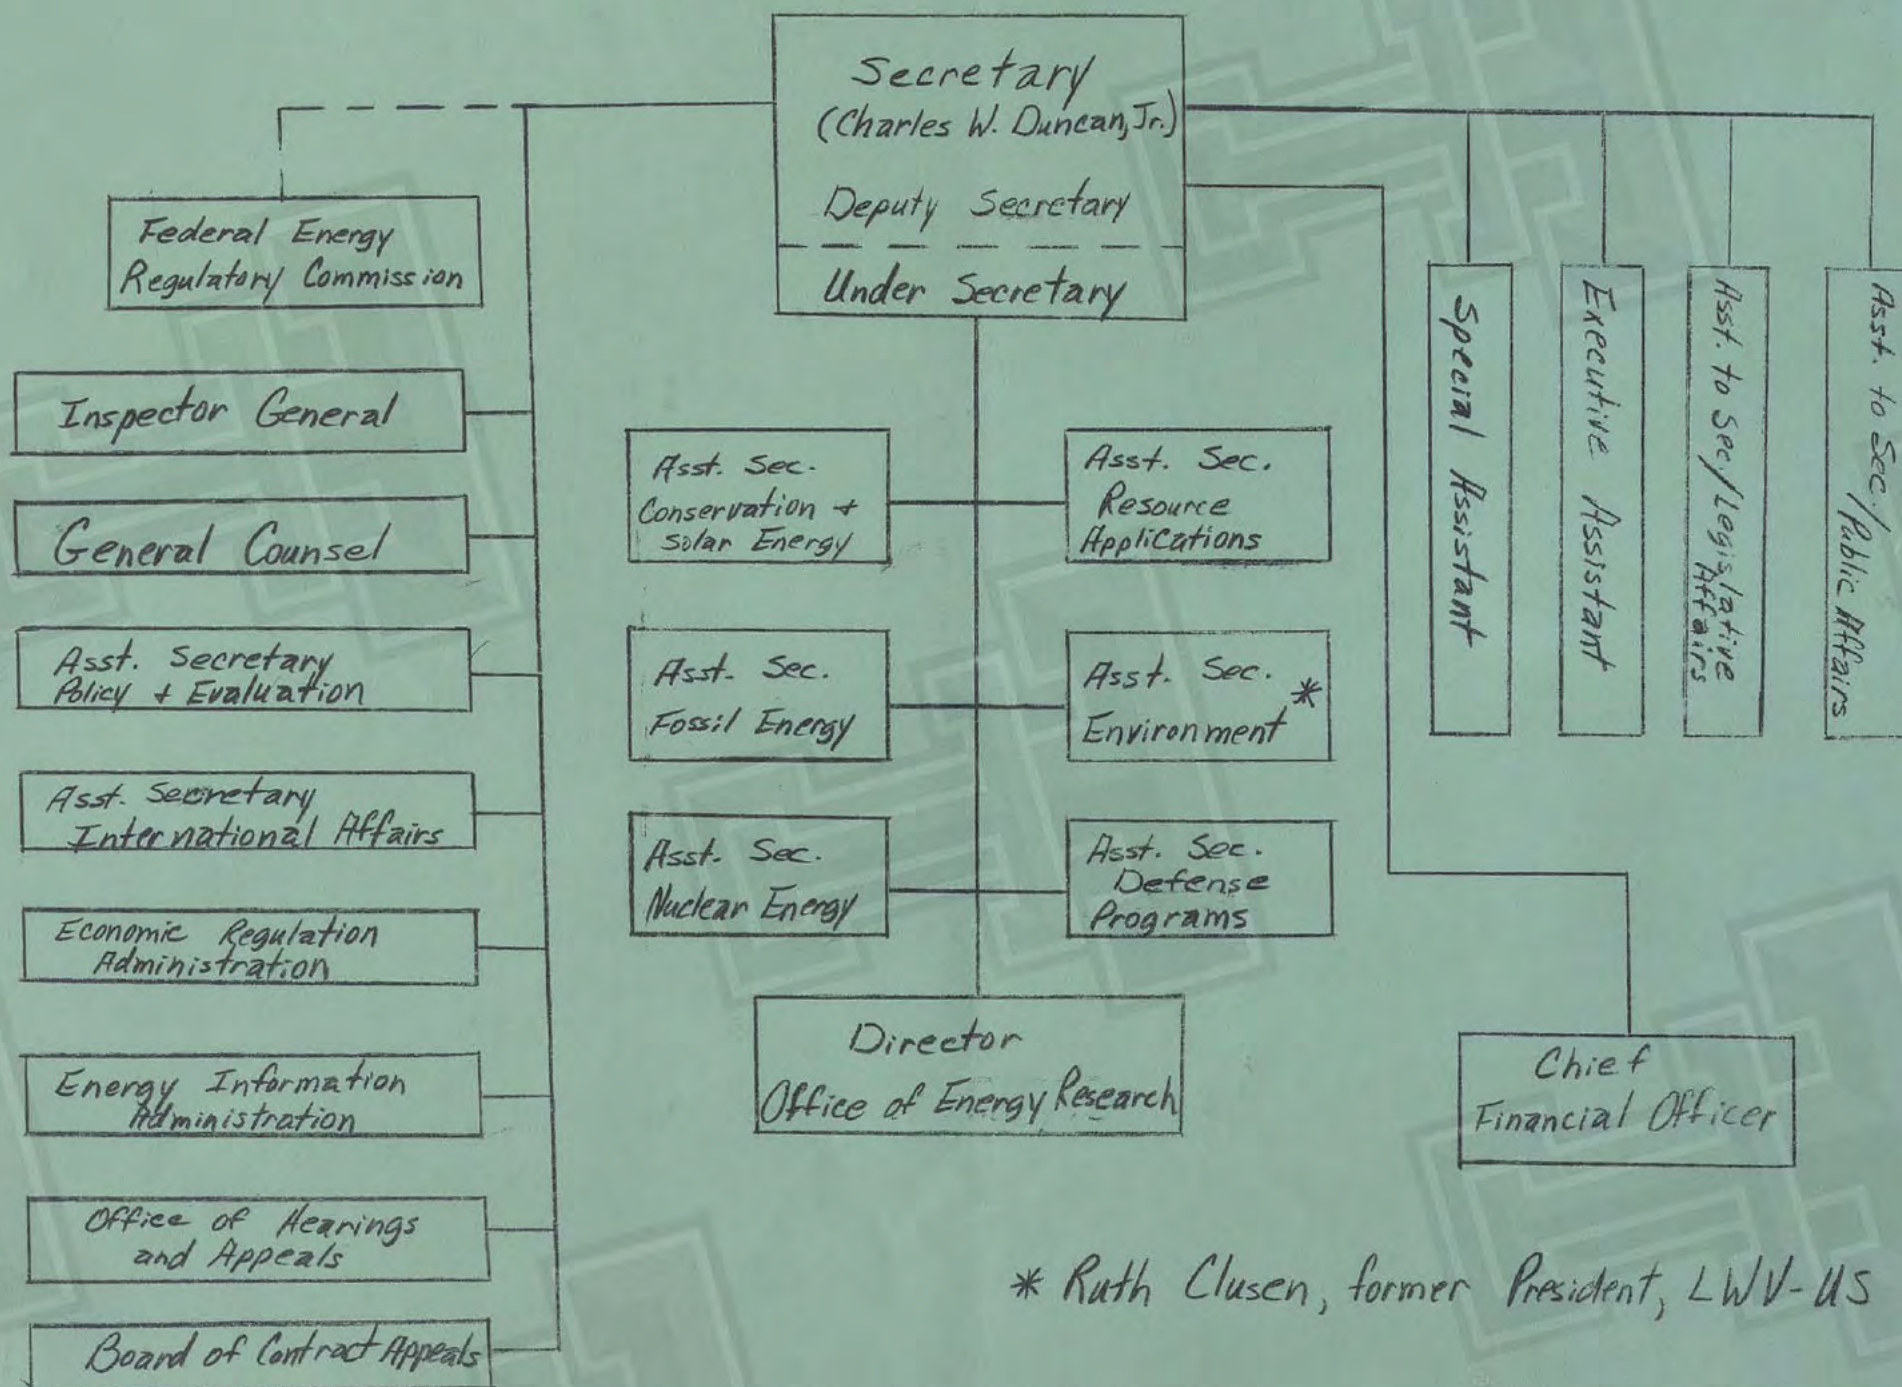 Secretary
(Charles W. Duncan, Jr.)
Deputy Secretary
Under Secretary
Federal Energy
Regulatory Commission
Inspector General
General Counsel
Asst. Secretary
Policy + Evaluation
Asst. Secretary
International Affairs
Economic Regulation
Administration
Energy Information
Administration
Office of Hearings
and Appeals
Board of Contract Appeals
Asst. Sec.
Conservation +
Solar Energy
Asst. Sec.
Resource
Applications
Asst. Sec.
Fossil Energy
Asst. Sec. *
Environment
Asst. Sec.
Nuclear Energy
Asst. Sec.
Defense
Programs
Director
Office of Energy Research
Special Assistant
Executive Assistant
Asst. to Sec/Legislative
Affairs
Asst. to Sec./
Public Affairs
Chief
Financial Officer
* Ruth Clusen, former President, LWV-US